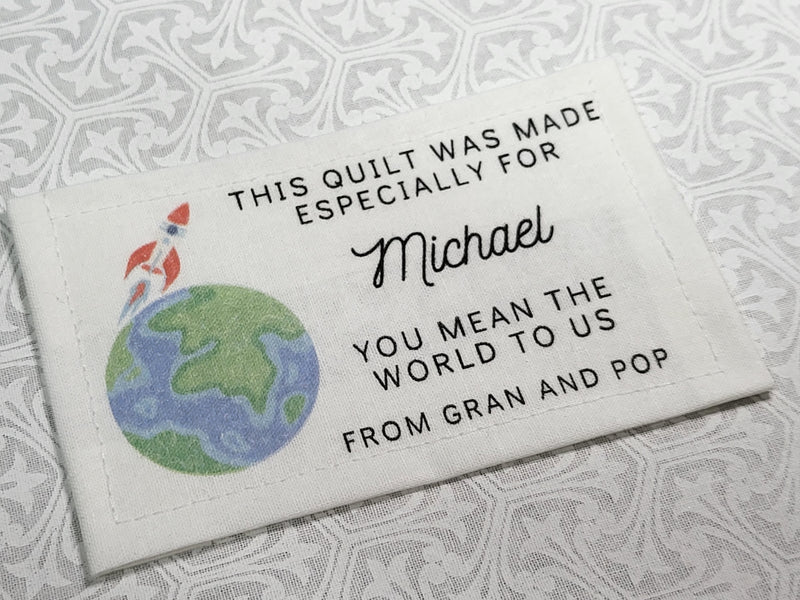 THIS QUILT WAS MADE
ESPECIALLY FOR
Michael
YOU MEAN THE
WORLD TO US
FROM GRAN AND POP